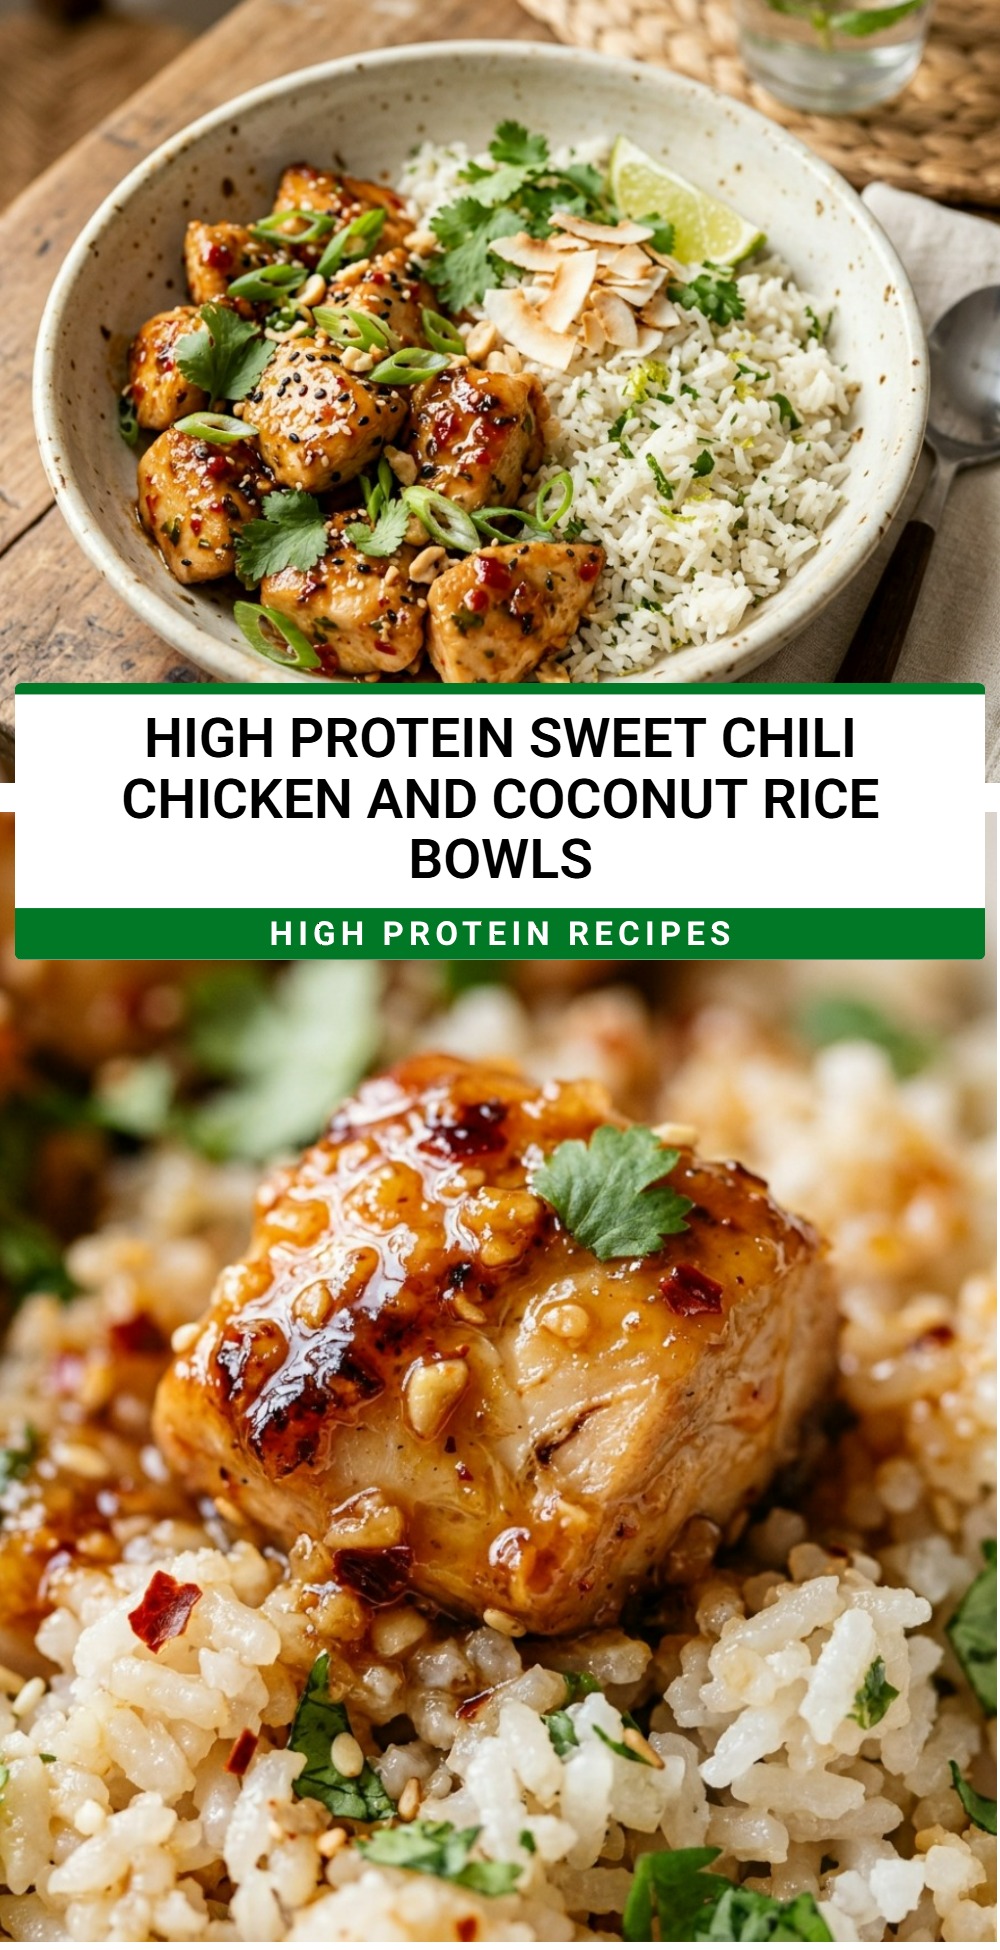 HIGH PROTEIN SWEET CHILI
CHICKEN AND COCONUT RICE
BOWLS
HIGH PROTEIN RECIPES